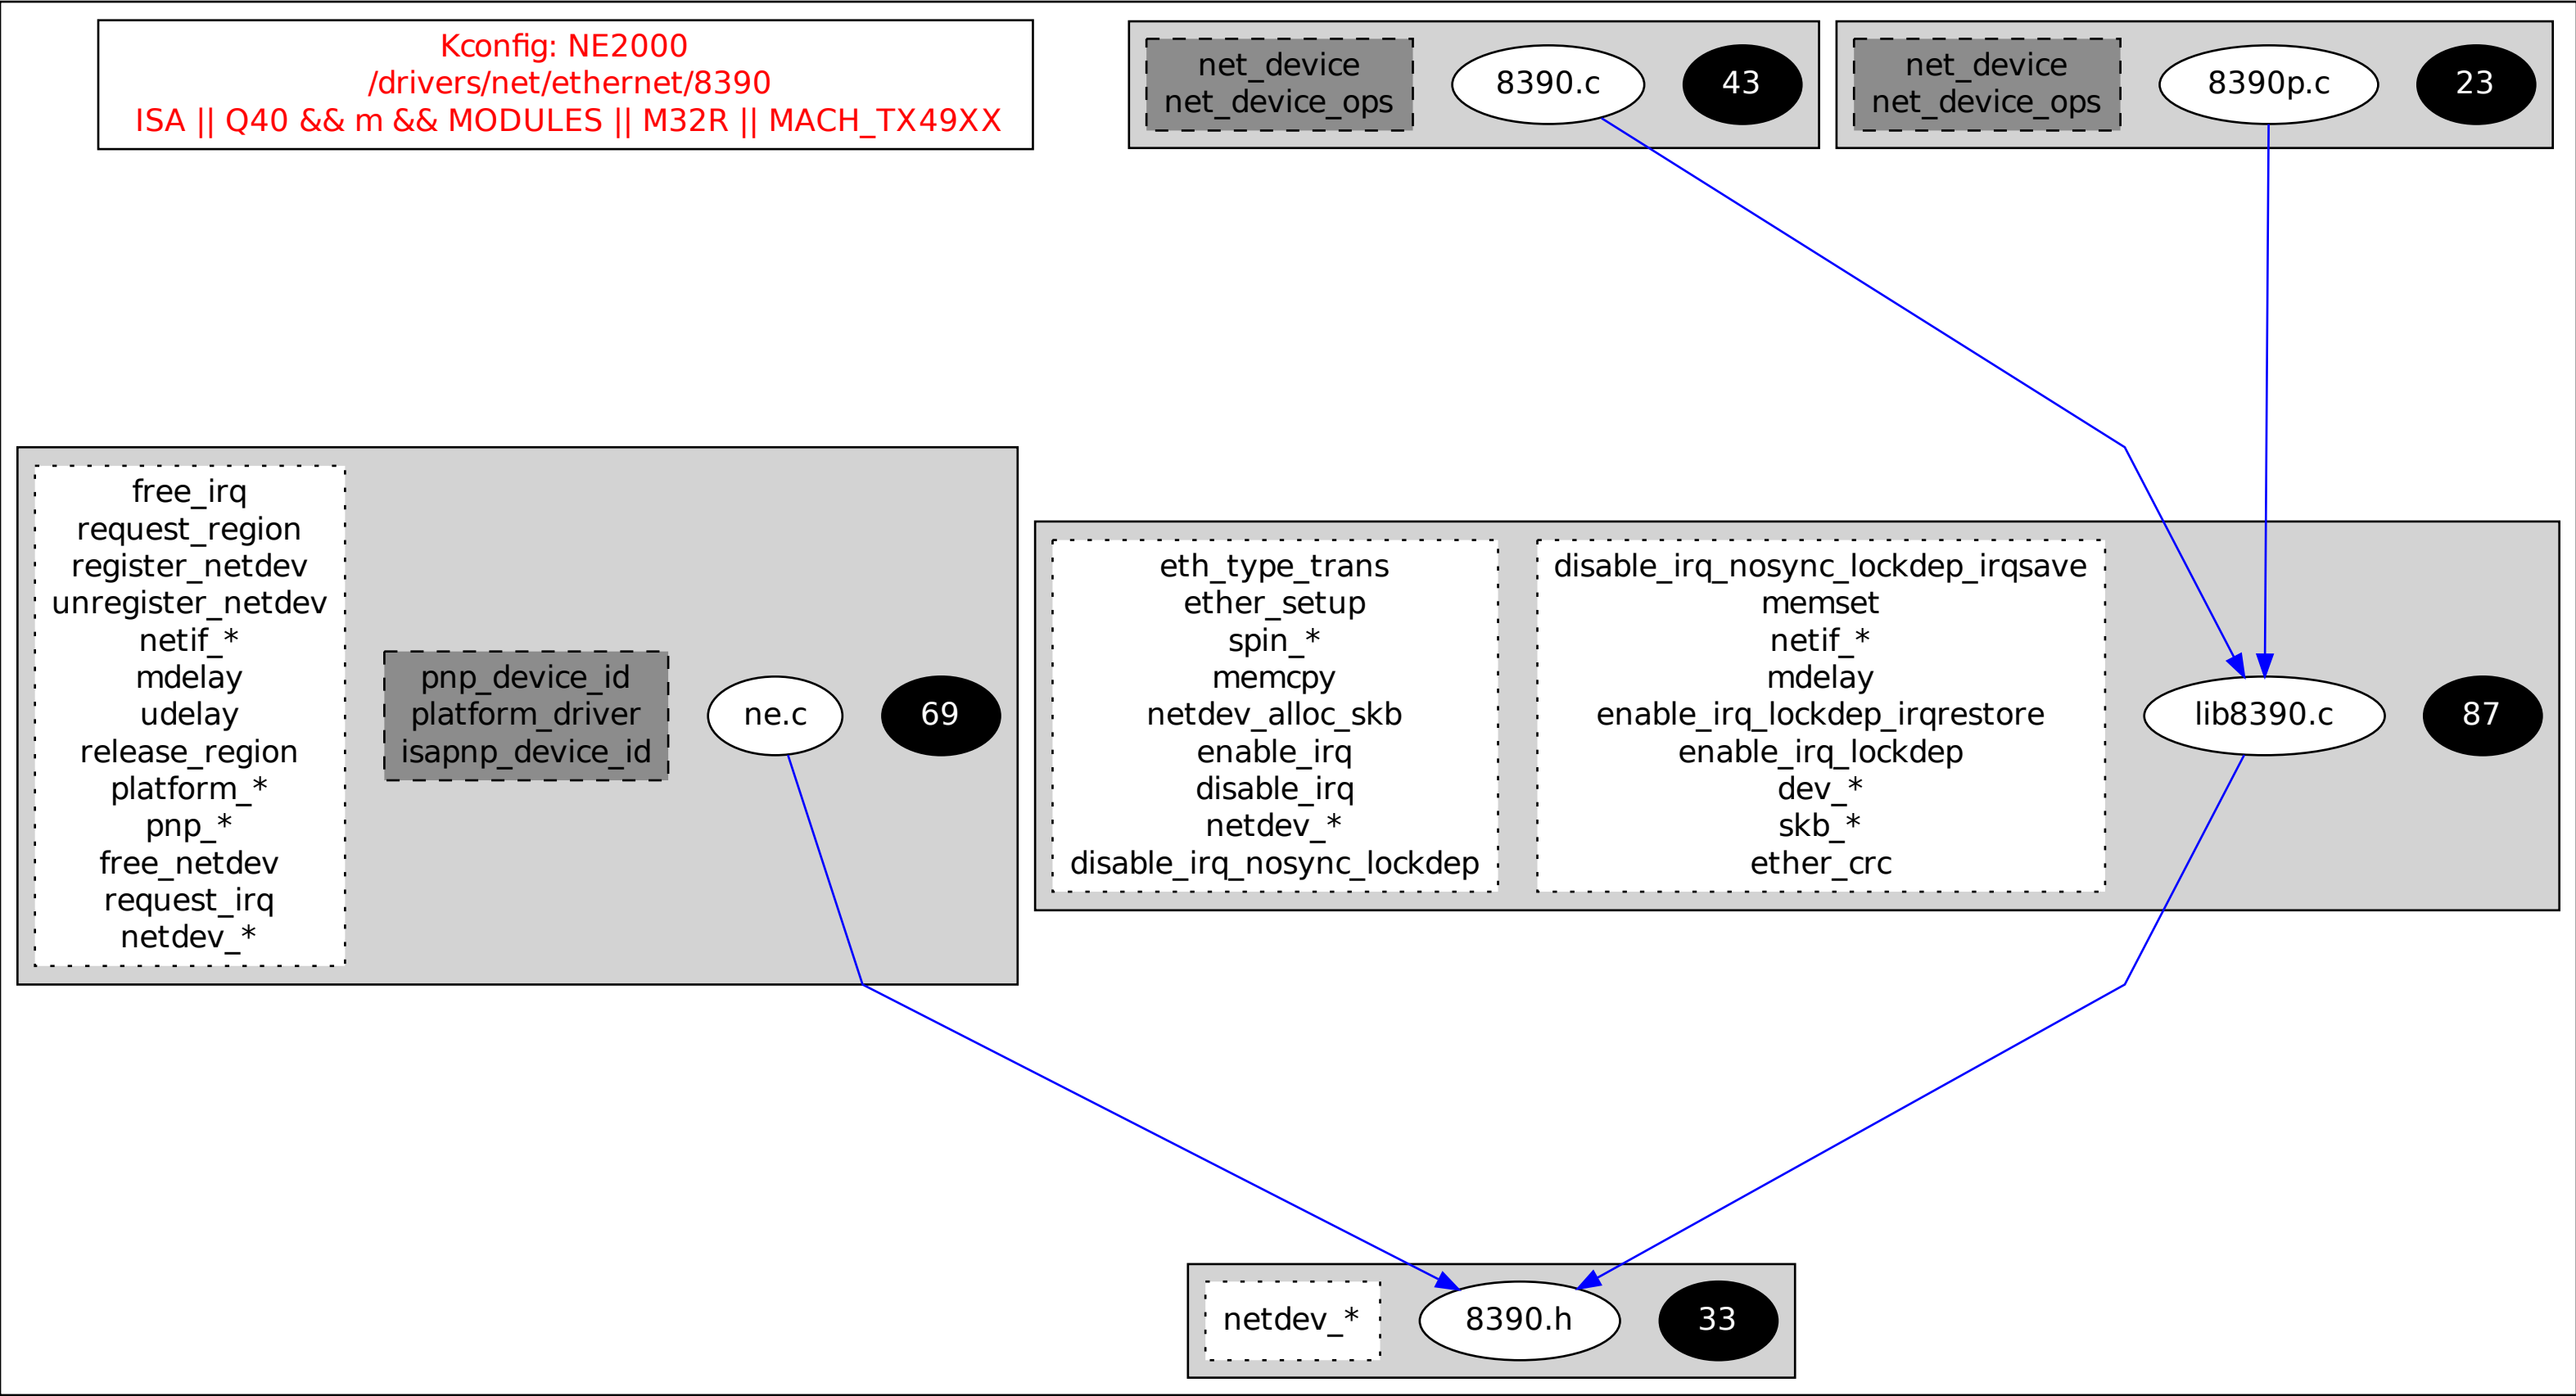 Kconfig: NE2000
/drivers/net/ethernet/8390
ISA || Q40 && m && MODULES || M32R || MACH_TX49XX
net_device
net_device_ops
8390.c
43
net_device
net_device_ops
8390p.c
23
free_irq
request_region
register_netdev
unregister_netdev
netif_*
mdelay
udelay
release_region
platform_*
pnp_*
free_netdev
request_irq
netdev_*
pnp_device_id
platform_driver
isapnp_device_id
ne.c
69
eth_type_trans
ether_setup
spin_*
memcpy
netdev_alloc_skb
enable_irq
disable_irq
netdev_*
disable_irq_nosync_lockdep
disable_irq_nosync_lockdep_irqsave
memset
netif_*
mdelay
enable_irq_lockdep_irqrestore
enable_irq_lockdep
dev_*
skb_*
ether_crc
lib8390.c
87
netdev_*
8390.h
33